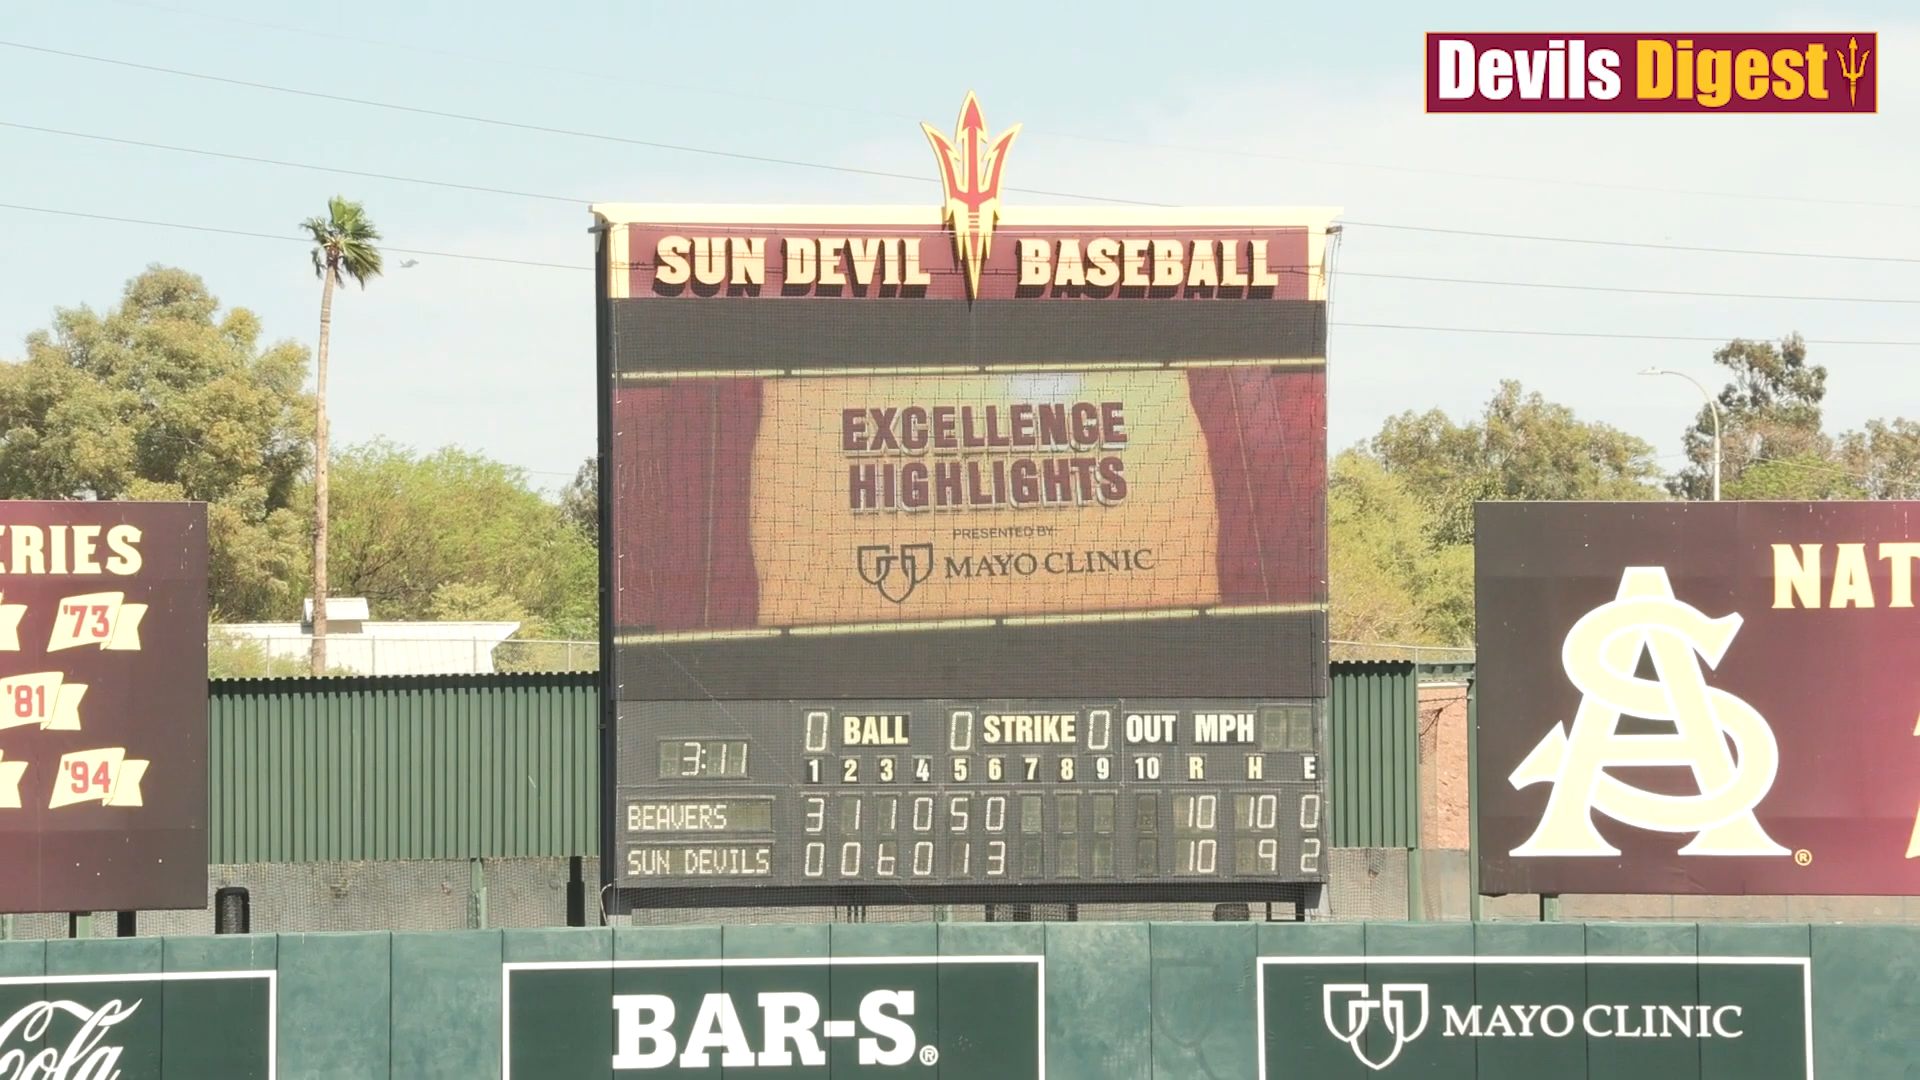 Devils Digest
SUN DEVIL BASEBALL
EXCELLENCE
HIGHLIGHTS
PRESENTED BY
MAYO CLINIC
ERIES
'73
'81
'94
NAT
AS®
0 BALL 0 STRIKE 0 OUT MPH
3:11
1 2 3 4 5 6 7 8 9 10 R H E
BEAVERS 3 1 1 0 5 0 10 10 0
SUN DEVILS 0 0 6 0 1 3 10 9 2
Cola
BAR-S®
MAYO CLINIC